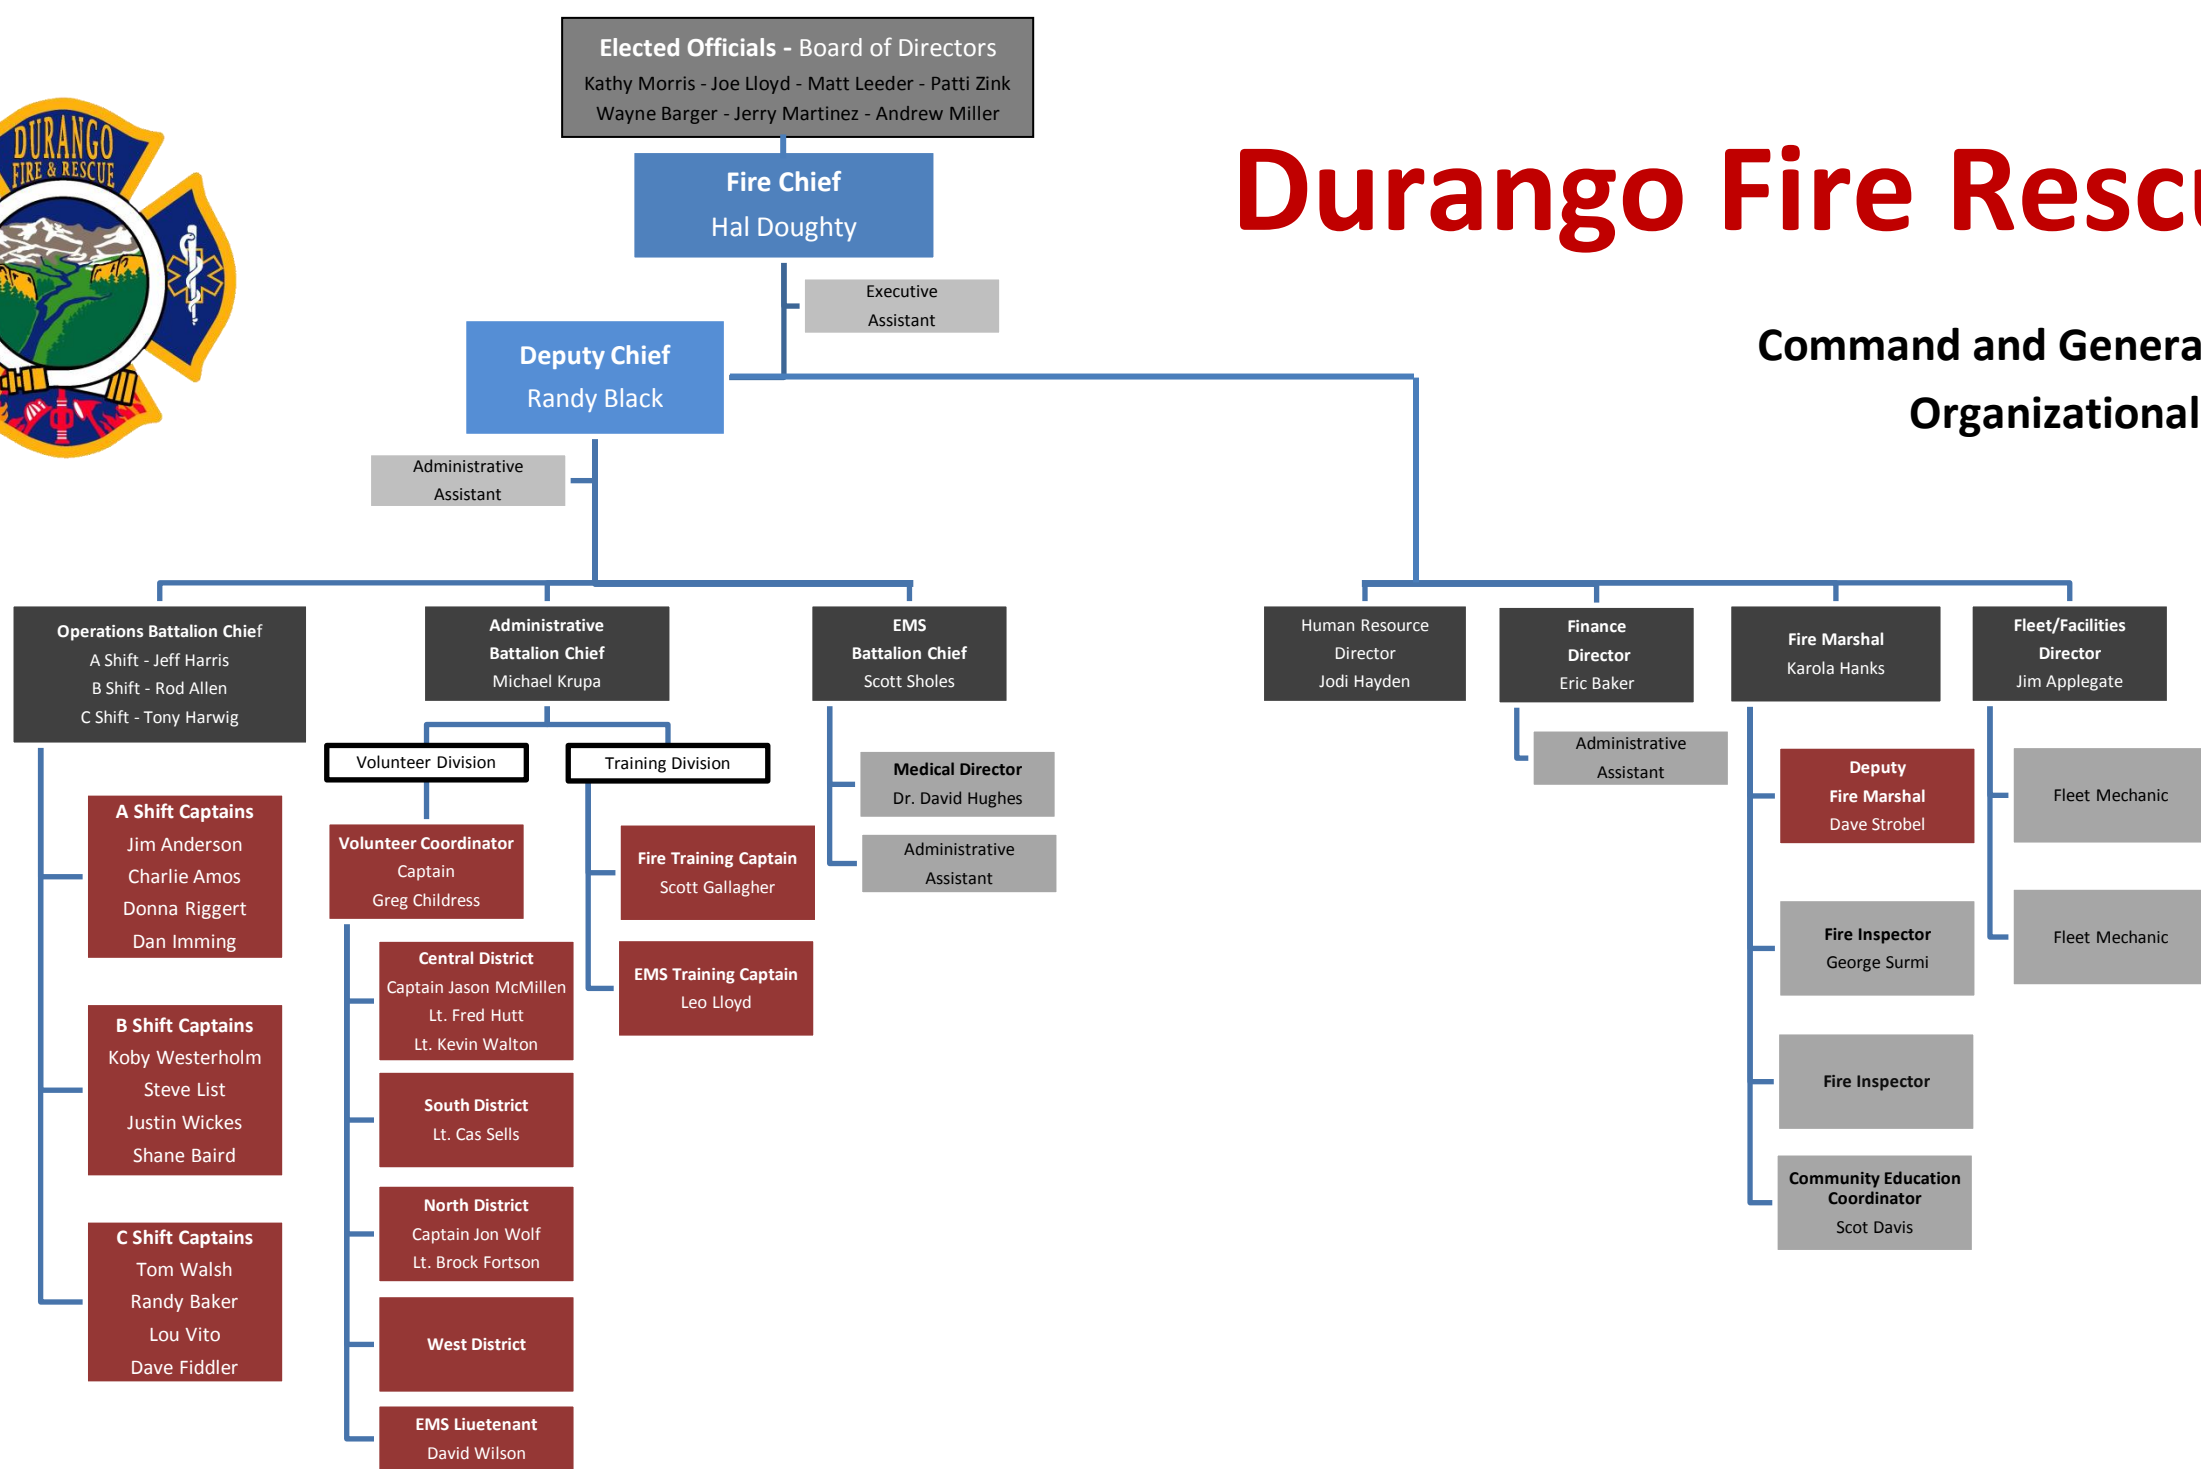 Elected Officials - Board of Directors
Kathy Morris - Joe Lloyd - Matt Leeder - Patti Zink
Wayne Barger - Jerry Martinez - Andrew Miller
DURANGO
FIRE & RESCUE
Fire Chief
Hal Doughty
Durango Fire Rescu
Executive
Assistant
Command and Genera
Organizational
Deputy Chief
Randy Black
Administrative
Assistant
Operations Battalion Chief
A Shift - Jeff Harris
B Shift - Rod Allen
C Shift - Tony Harwig
Administrative
Battalion Chief
Michael Krupa
EMS
Battalion Chief
Scott Sholes
Human Resource
Director
Jodi Hayden
Finance
Director
Eric Baker
Fire Marshal
Karola Hanks
Fleet/Facilities
Director
Jim Applegate
A Shift Captains
Jim Anderson
Charlie Amos
Donna Riggert
Dan Imming
B Shift Captains
Koby Westerholm
Steve List
Justin Wickes
Shane Baird
C Shift Captains
Tom Walsh
Randy Baker
Lou Vito
Dave Fiddler
Volunteer Division
Training Division
Volunteer Coordinator
Captain
Greg Childress
Central District
Captain Jason McMillen
Lt. Fred Hutt
Lt. Kevin Walton
South District
Lt. Cas Sells
North District
Captain Jon Wolf
Lt. Brock Fortson
West District
EMS Liuetenant
David Wilson
Fire Training Captain
Scott Gallagher
EMS Training Captain
Leo Lloyd
Medical Director
Dr. David Hughes
Administrative
Assistant
Administrative
Assistant
Deputy
Fire Marshal
Dave Strobel
Fire Inspector
George Surmi
Fire Inspector
Community Education
Coordinator
Scot Davis
Fleet Mechanic
Fleet Mechanic